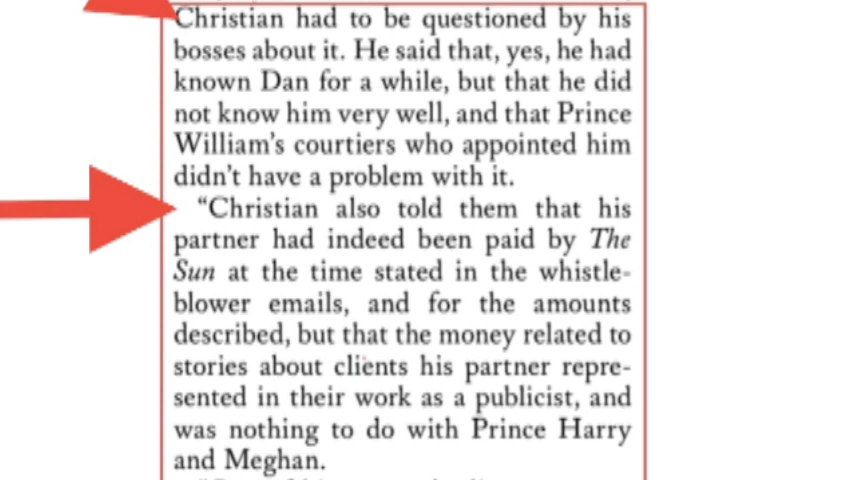 Christian had to be questioned by his
bosses about it. He said that, yes, he had
known Dan for a while, but that he did
not know him very well, and that Prince
William's courtiers who appointed him
didn't have a problem with it.
"Christian also told them that his
partner had indeed been paid by The
Sun at the time stated in the whistle-
blower emails, and for the amounts
described, but that the money related to
stories about clients his partner repre-
sented in their work as a publicist, and
was nothing to do with Prince Harry
and Meghan.